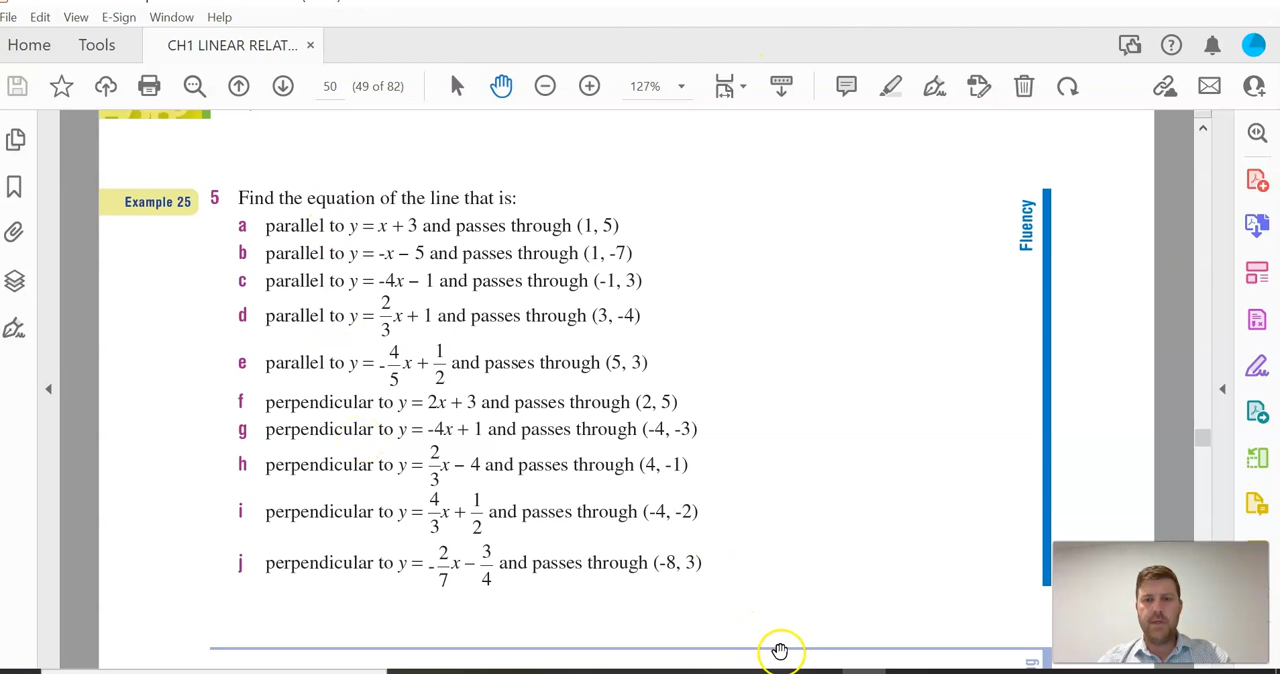 File Edit View E-Sign Window Help
Home Tools CH1 LINEAR RELAT... ×
50 (49 of 82) 127%
Example 25 5 Find the equation of the line that is:
a parallel to y = x + 3 and passes through (1, 5)
b parallel to y = -x – 5 and passes through (1, -7)
c parallel to y = -4x – 1 and passes through (-1, 3)
d parallel to y = 2/3x + 1 and passes through (3, -4)
e parallel to y = -4/5x + 1/2 and passes through (5, 3)
f perpendicular to y = 2x + 3 and passes through (2, 5)
g perpendicular to y = -4x + 1 and passes through (-4, -3)
h perpendicular to y = 2/3x – 4 and passes through (4, -1)
i perpendicular to y = 4/3x + 1/2 and passes through (-4, -2)
j perpendicular to y = -2/7x – 3/4 and passes through (-8, 3)
Fluency